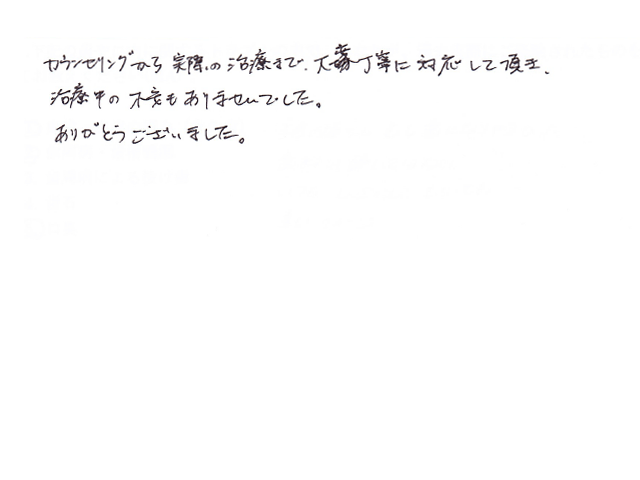 カウンセリングから実際の治療まで、大変丁寧に対応して頂き、
治療中の不安もありませんでした。
ありがとうございました。